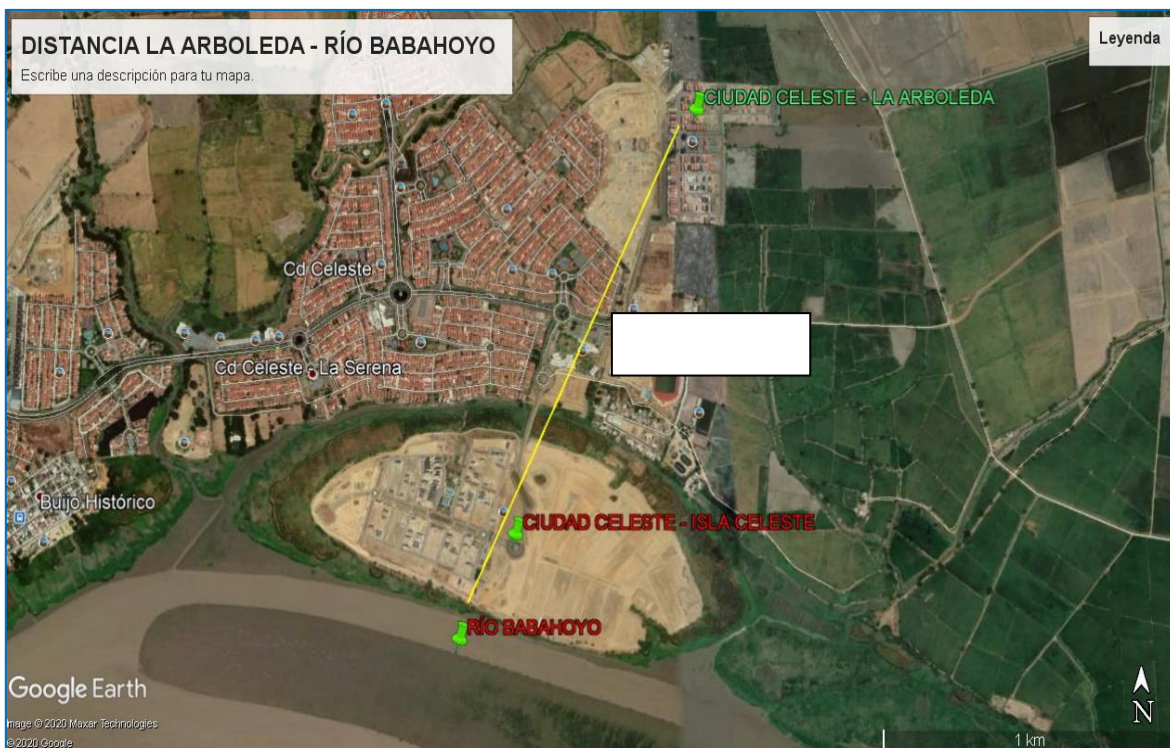 DISTANCIA LA ARBOLEDA - RÍO BABAHOYO
Escribe una descripción para tu mapa.
Leyenda
CIUDAD CELESTE - LA ARBOLEDA
Cd Celeste
Cd Celeste - La Serena
Buijo Histórico
CIUDAD CELESTE - ISLA CELESTE
RÍO BABAHOYO
Google Earth
Image © 2020 Maxar Technologies
© 2020 Google
N
1 km